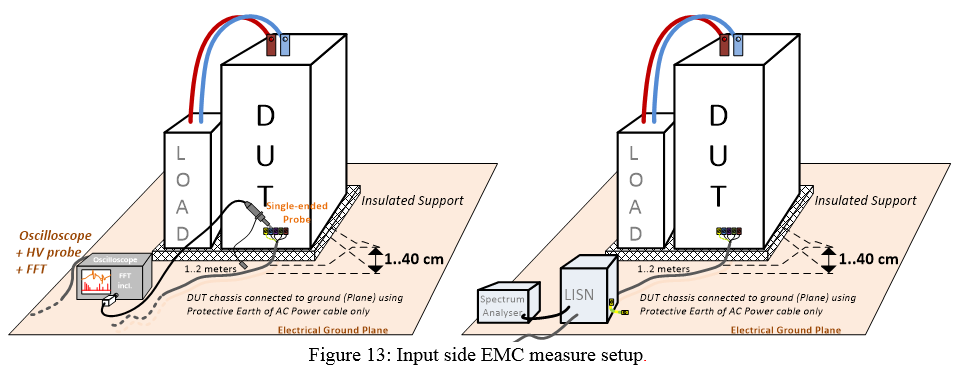 D
U
T
L
O
A
D
Single-ended
Probe
Insulated Support
Oscilloscope
+ HV probe
+ FFT
Oscilloscope
FFT
incl.
1..2 meters
1..40 cm
DUT chassis connected to ground (Plane) using
Protective Earth of AC Power cable only
Electrical Ground Plane
D
U
T
L
O
A
D
Insulated Support
1..2 meters
1..40 cm
Spectrum
Analyser
LISN
DUT chassis connected to ground (Plane) using
Protective Earth of AC Power cable only
Electrical Ground Plane
Figure 13: Input side EMC measure setup.